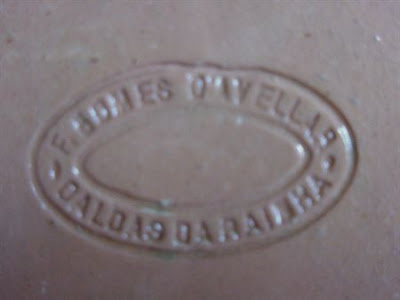 F. GOMES D'AVELLAR
CALDAS DA RAINHA